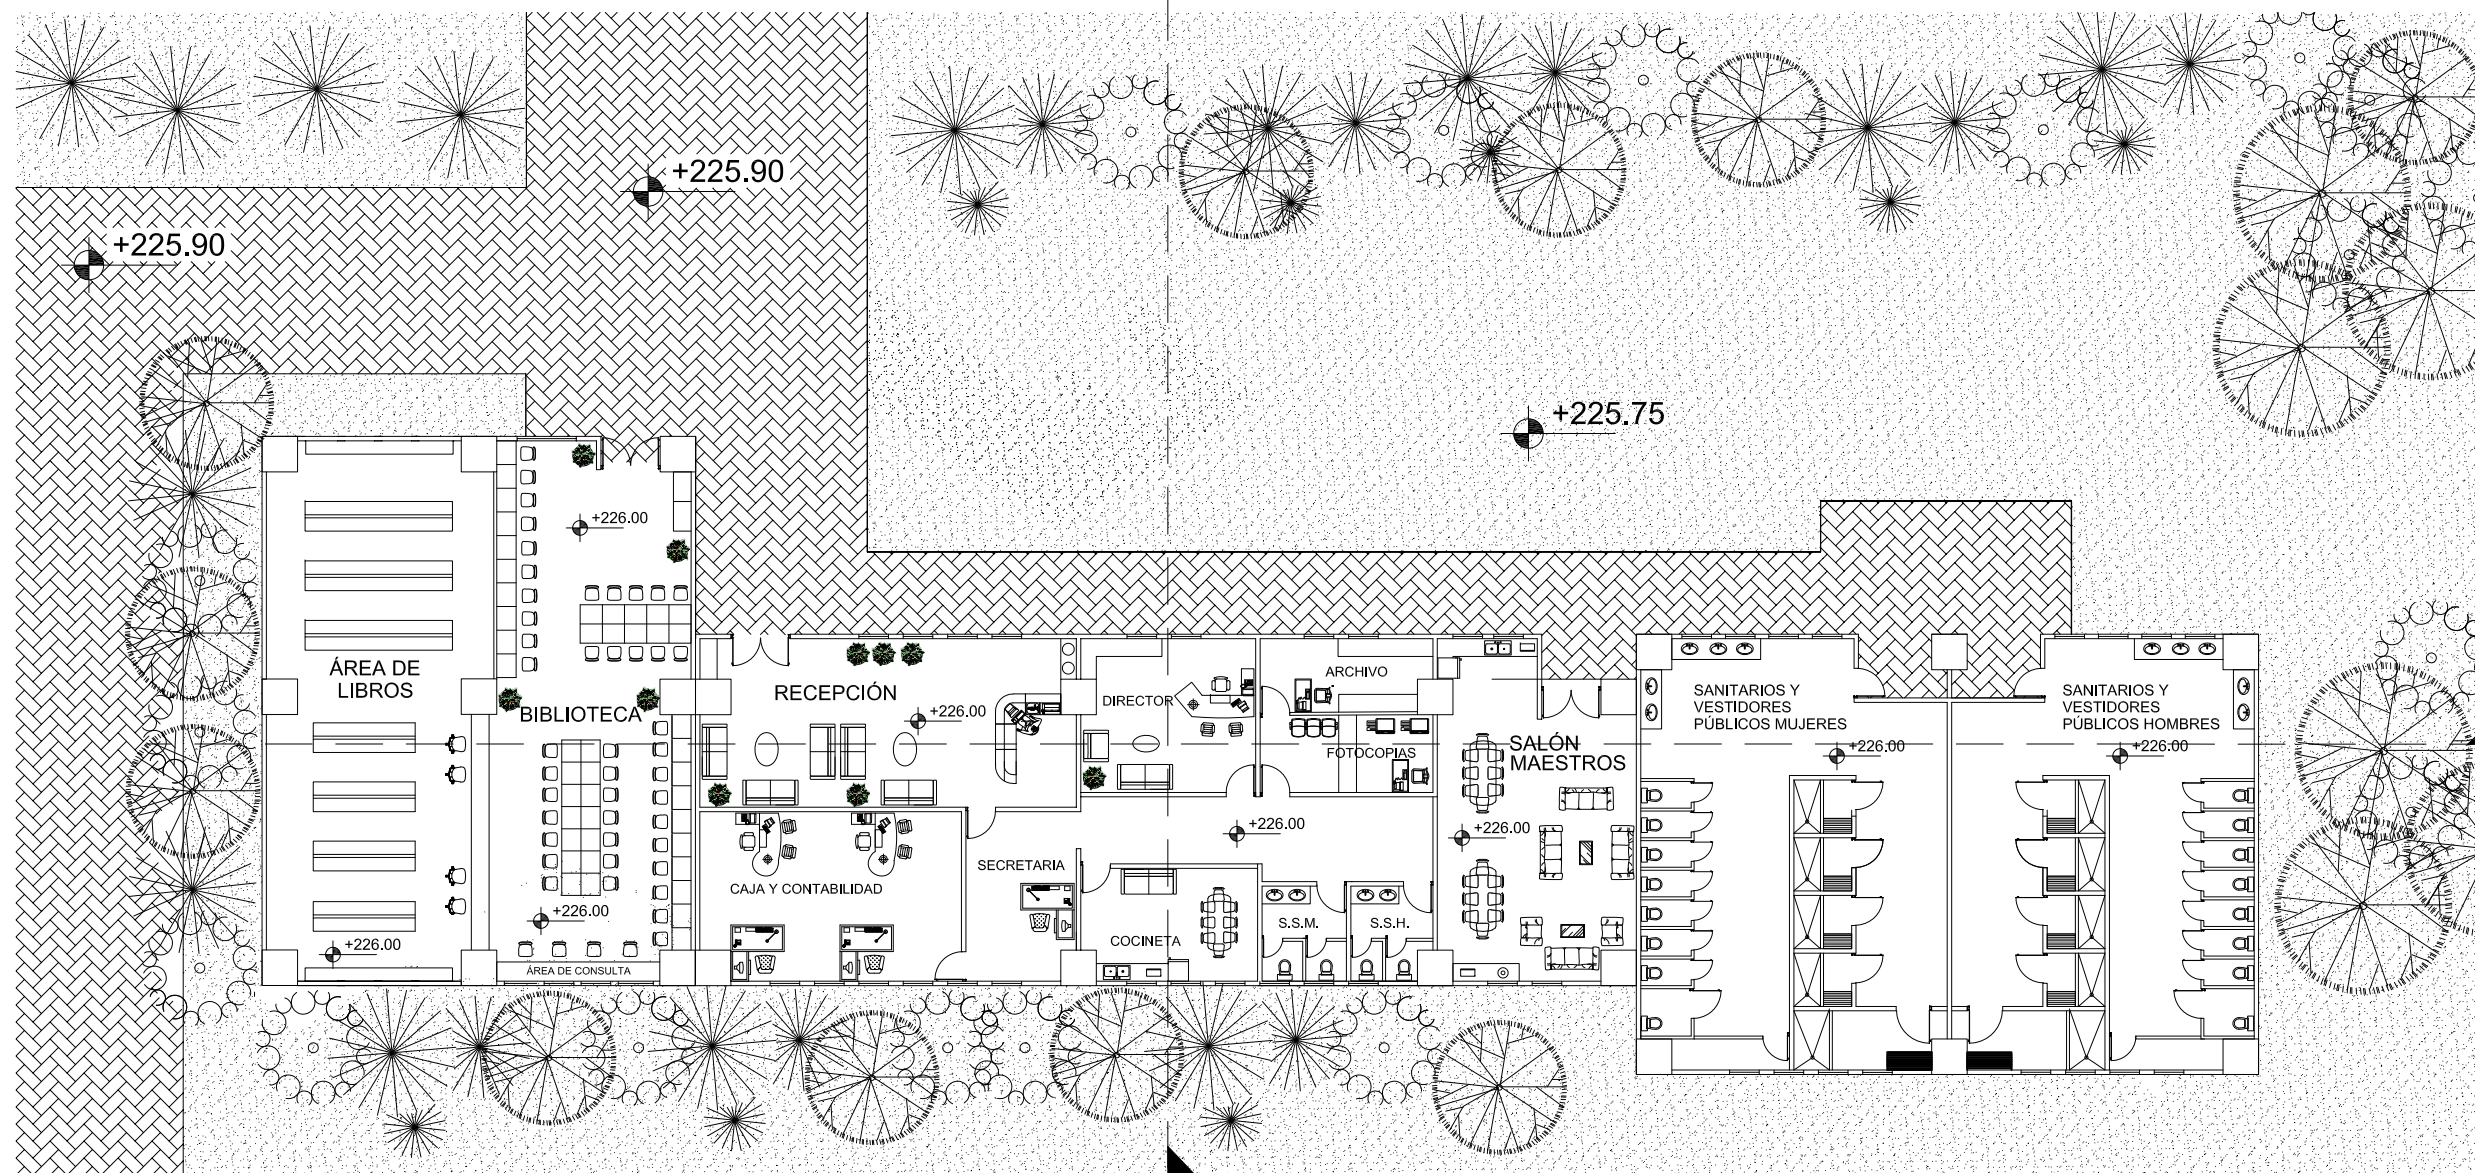 +225.90
+225.90
+225.75
+226.00
ÁREA DE
LIBROS
BIBLIOTECA
RECEPCIÓN
+226.00
DIRECTOR
ARCHIVO
FOTOCOPIAS
SALÓN
MAESTROS
SANITARIOS Y
VESTIDORES
PÚBLICOS MUJERES
+226.00
SANITARIOS Y
VESTIDORES
PÚBLICOS HOMBRES
+226.00
+226.00
+226.00
SECRETARIA
CAJA Y CONTABILIDAD
+226.00
+226.00
S.S.M.
S.S.H.
COCINETA
ÁREA DE CONSULTA